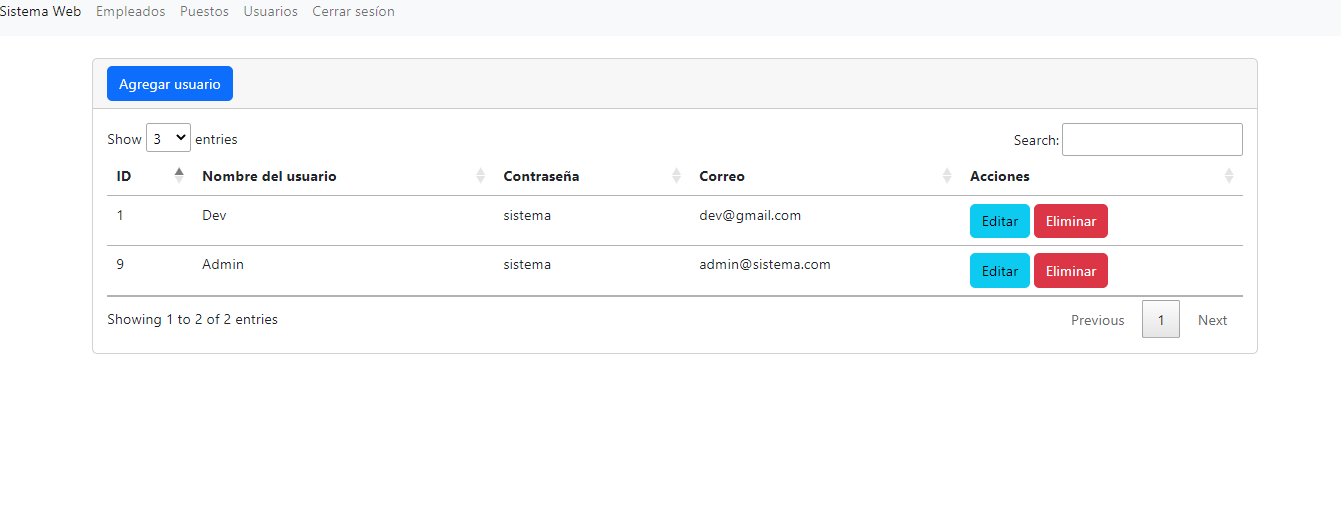 Sistema Web Empleados Puestos Usuarios Cerrar sesíon
Agregar usuario
Show 3 entries Search:
ID Nombre del usuario Contraseña Correo Acciones
1 Dev sistema dev@gmail.com Editar Eliminar
9 Admin sistema admin@sistema.com Editar Eliminar
Showing 1 to 2 of 2 entries Previous 1 Next